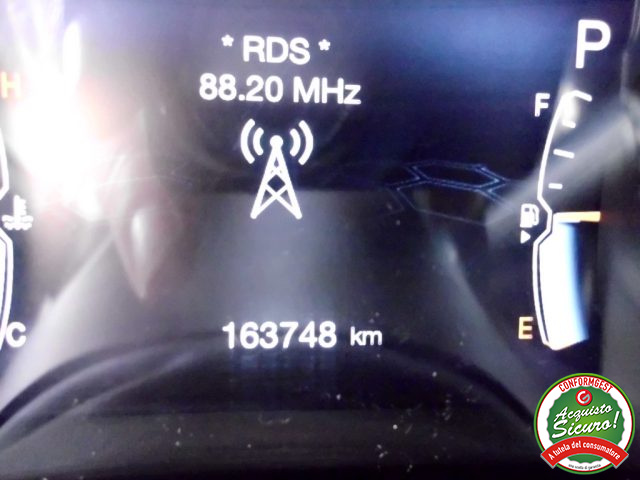 * RDS *
P
88.20 MHz
H
F
163748 km
C
E
CONFORMGEST
Acquisto
Sicuro!
A tutela del consumatore